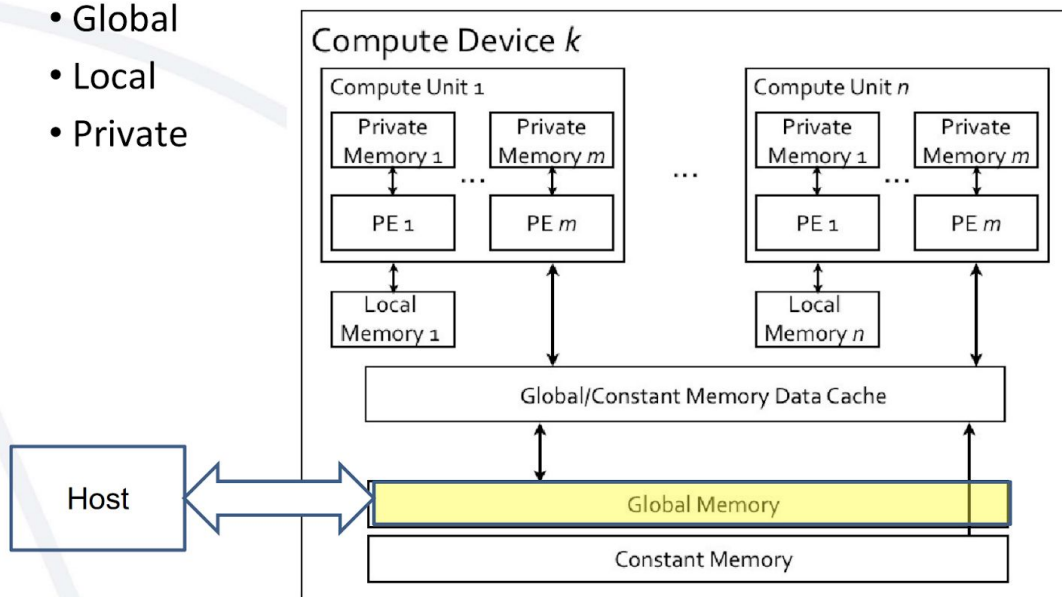 • Global
• Local
• Private
Compute Device k
Compute Unit 1
Private
Memory 1
Private
Memory m
...
PE 1
PE m
Local
Memory 1
...
Compute Unit n
Private
Memory 1
Private
Memory m
...
PE 1
PE m
Local
Memory n
Global/Constant Memory Data Cache
Host
Global Memory
Constant Memory